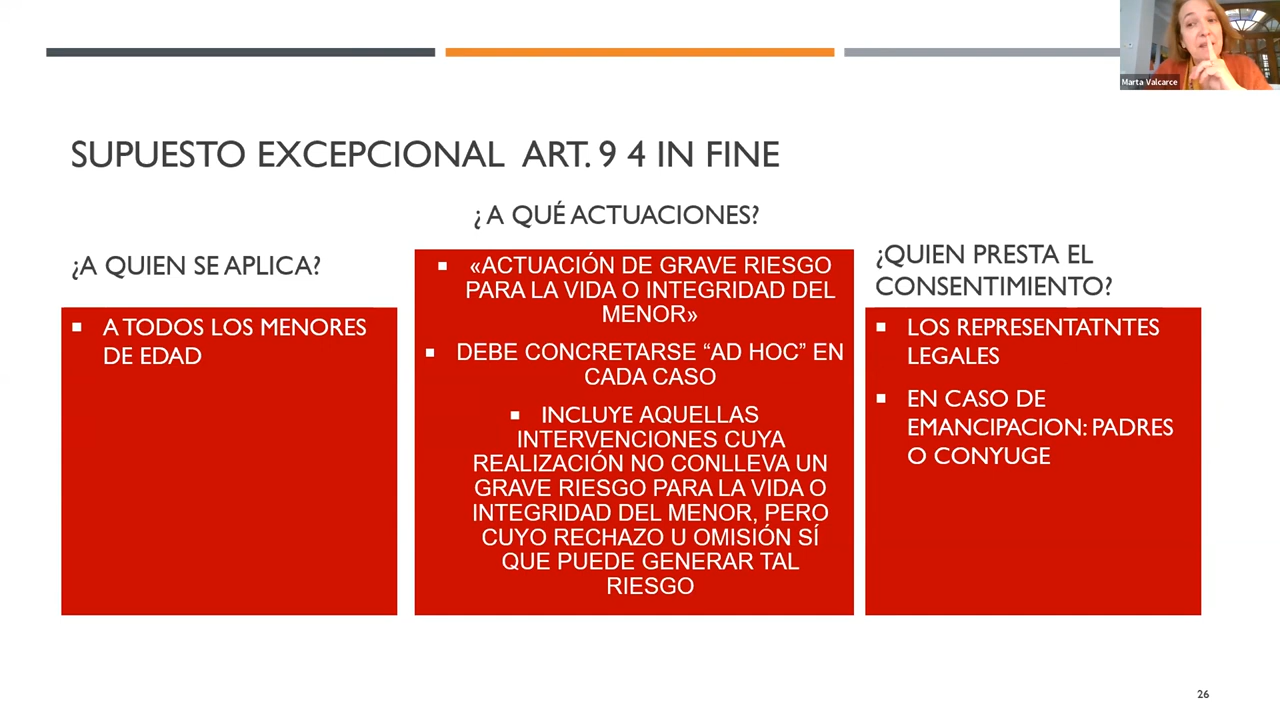 Marta Valcarce
SUPUESTO EXCEPCIONAL ART. 9 4 IN FINE
¿A QUIEN SE APLICA?
▪ A TODOS LOS MENORES
DE EDAD
¿ A QUÉ ACTUACIONES?
▪ «ACTUACIÓN DE GRAVE RIESGO
PARA LA VIDA O INTEGRIDAD DEL
MENOR»
▪ DEBE CONCRETARSE “AD HOC” EN
CADA CASO
▪ INCLUYE AQUELLAS
INTERVENCIONES CUYA
REALIZACIÓN NO CONLLEVA UN
GRAVE RIESGO PARA LA VIDA O
INTEGRIDAD DEL MENOR, PERO
CUYO RECHAZO U OMISIÓN SÍ
QUE PUEDE GENERAR TAL
RIESGO
¿QUIEN PRESTA EL
CONSENTIMIENTO?
▪ LOS REPRESENTATNTES
LEGALES
▪ EN CASO DE
EMANCIPACION: PADRES
O CONYUGE
26